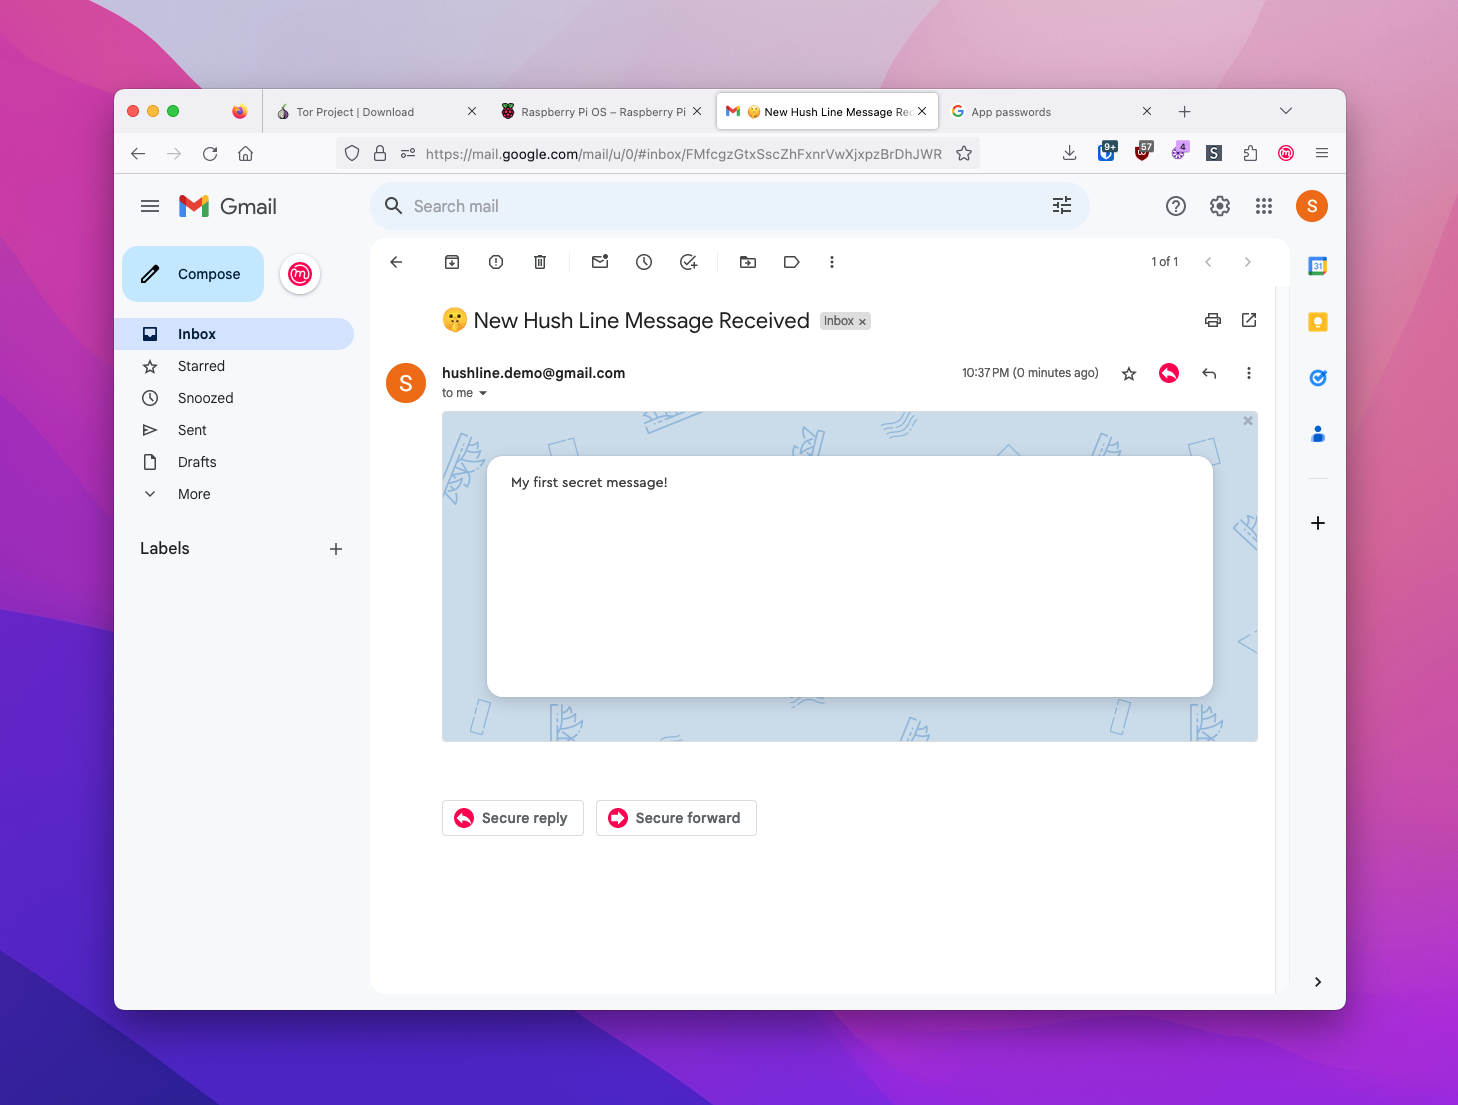 Tor Project | Download
Raspberry Pi OS – Raspberry Pi
New Hush Line Message Rec
App passwords
https://mail.google.com/mail/u/0/#inbox/FMfcgzGtxSscZhFxnrVwXjxpzBrDhJWR
9+
57
4
S
Gmail
Search mail
S
Compose
1 of 1
31
Inbox
Starred
Snoozed
Sent
Drafts
More
Labels
🤫 New Hush Line Message Received
Inbox x
S
hushline.demo@gmail.com
10:37 PM (0 minutes ago)
to me
My first secret message!
Secure reply
Secure forward